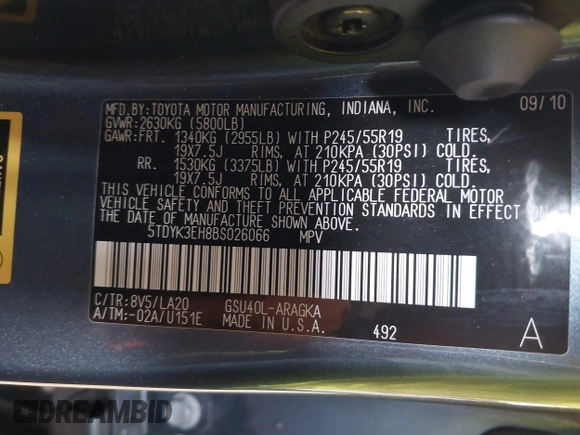 MFD.BY:TOYOTA MOTOR MANUFACTURING, INDIANA, INC. 09/10
GVWR:2630KG (5800LB)
GAWR:FRT. 1340KG (2955LB) WITH P245/55R19 TIRES,
19X7.5J RIMS, AT 210KPA (30PSI) COLD.
RR. 1530KG (3375LB) WITH P245/55R19 TIRES,
19X7.5J RIMS, AT 210KPA (30PSI) COLD.
THIS VEHICLE CONFORMS TO ALL APPLICABLE FEDERAL MOTOR
VEHICLE SAFETY AND THEFT PREVENTION STANDARDS IN EFFECT ON
THE DATE OF MANUFACTURE SHOWN ABOVE.
5TDYK3EH8BS026066 MPV
C/TR:8V5/LA20 GSU40L-ARAGKA
A/TM:-02A/U151E MADE IN U.S.A. 492 A
DREAMBID